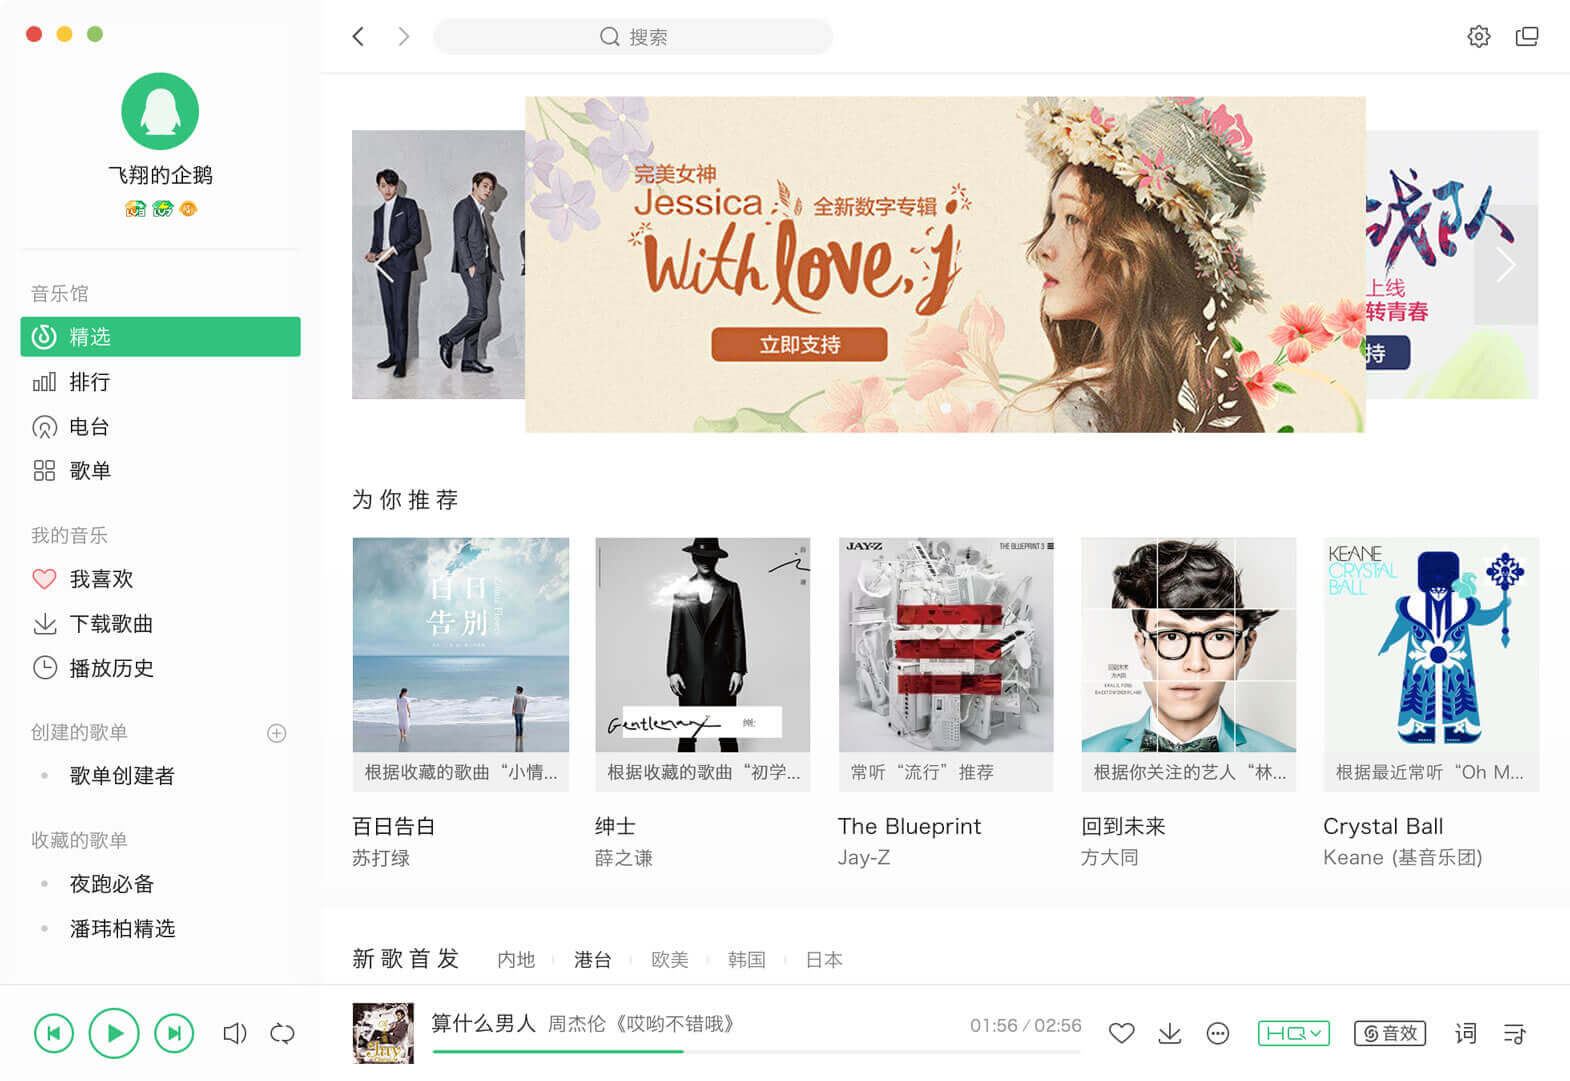 搜索
飞翔的企鹅
音乐馆
精选
排行
电台
歌单
我的音乐
我喜欢
下载歌曲
播放历史
创建的歌单
歌单创建者
收藏的歌单
夜跑必备
潘玮柏精选
完美女神
Jessica 全新数字专辑
With love, j
立即支持
战队
上线
转青春
持
为你推荐
百日
告别
Gentleman
JAY-Z THE BLUEPRINT 3
回到未来
方大同
KEANE
CRYSTAL
BALL
根据收藏的歌曲“小情...
根据收藏的歌曲“初学...
常听“流行”推荐
根据你关注的艺人“林...
根据最近常听“Oh M...
百日告白
苏打绿
绅士
薛之谦
The Blueprint
Jay-Z
回到未来
方大同
Crystal Ball
Keane (基音乐团)
新歌首发 内地 港台 欧美 韩国 日本
Jay
算什么男人 周杰伦《哎哟不错哦》
01:56 / 02:56
HQ
音效
词